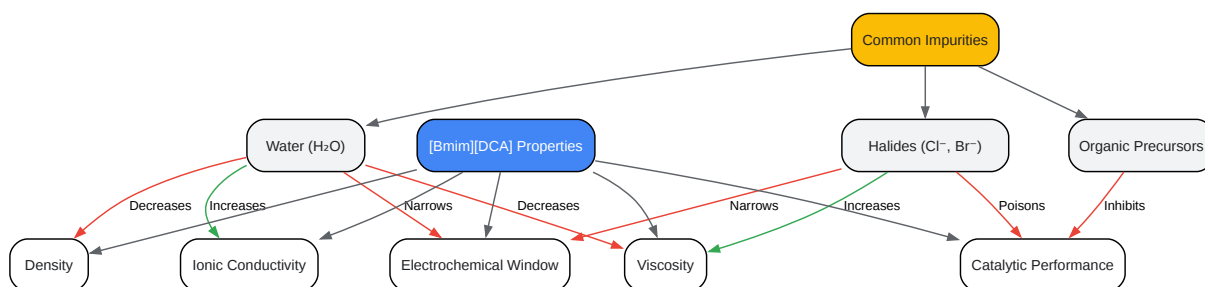 Common Impurities
Water (H₂O)
[Bmim][DCA] Properties
Halides (Cl⁻, Br⁻)
Organic Precursors
Decreases
Increases
Narrows
Decreases
Narrows
Increases
Poisons
Inhibits
Density
Ionic Conductivity
Electrochemical Window
Viscosity
Catalytic Performance